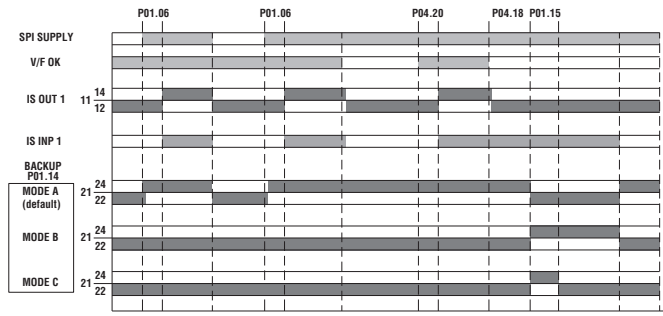 P01.06 P01.06 P04.20 P04.18 P01.15
SPI SUPPLY
V/F OK
IS OUT 1 11 14
12
IS INP 1
BACKUP
P01.14
MODE A 21 24
(default) 22
MODE B 21 24
22
MODE C 21 24
22